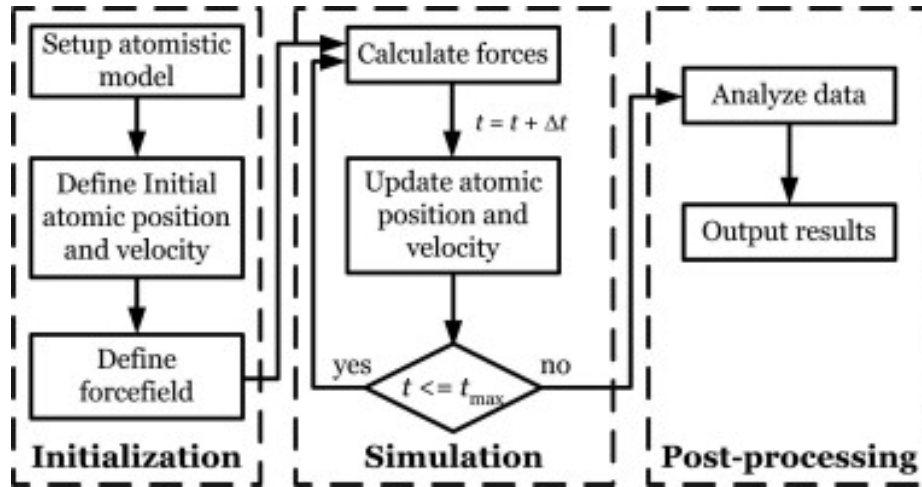 Setup atomistic
model
Define Initial
atomic position
and velocity
Define
forcefield
Initialization
Calculate forces
t = t + Δt
Update atomic
position and
velocity
yes
t <= tmax
no
Simulation
Analyze data
Output results
Post-processing